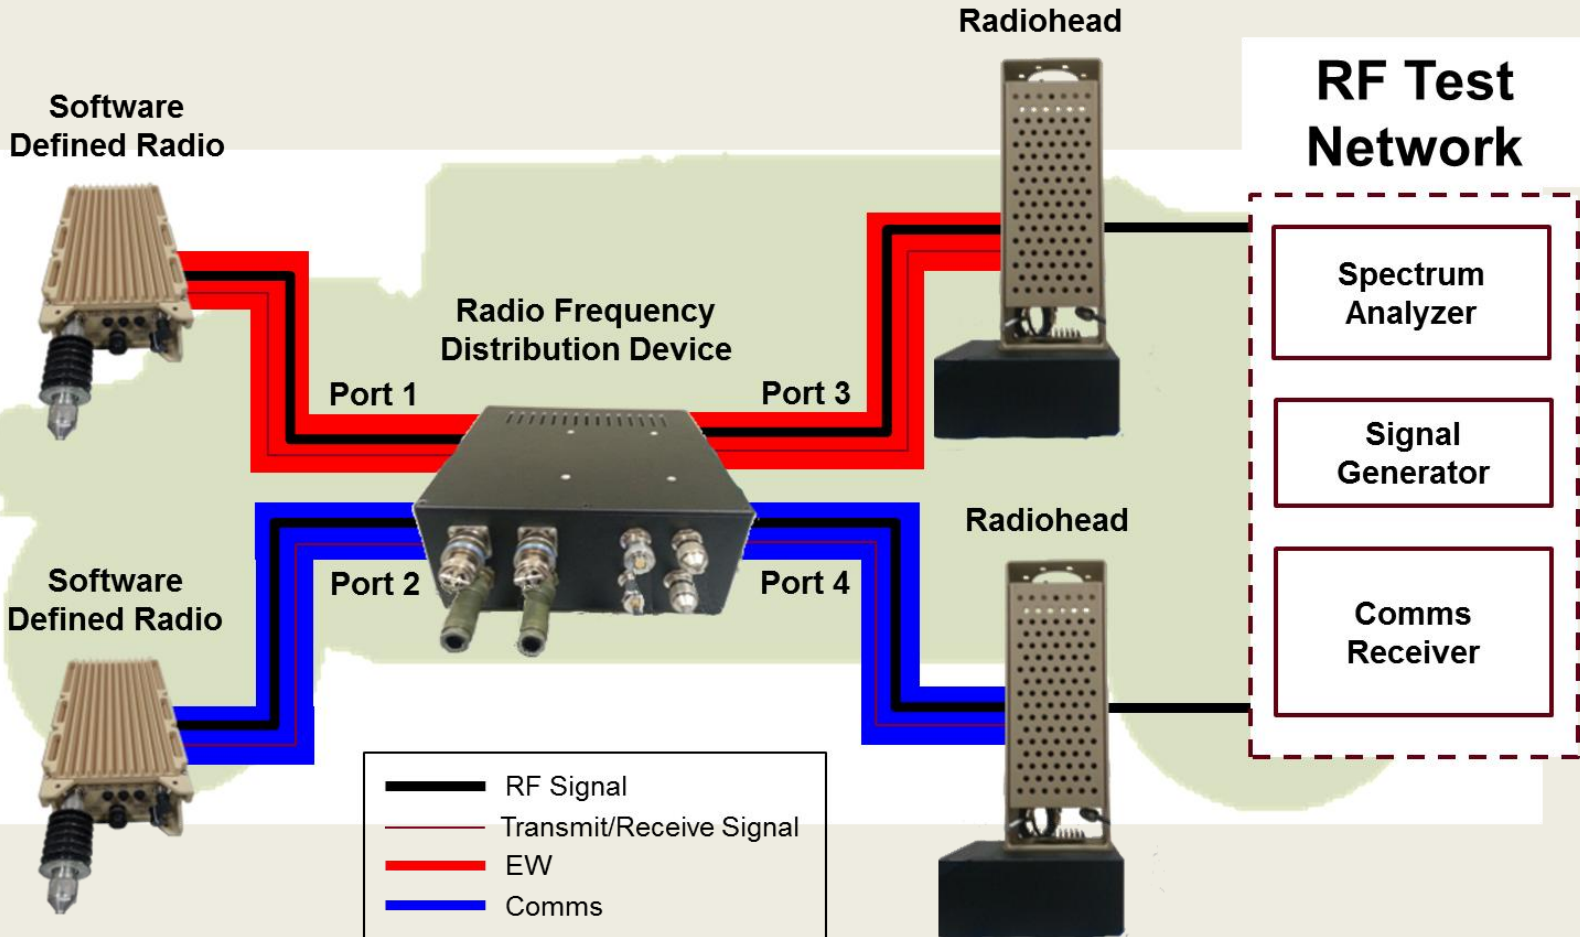 Radiohead
RF Test
Network
Software
Defined Radio
Spectrum
Analyzer
Radio Frequency
Distribution Device
Port 1
Port 3
Signal
Generator
Radiohead
Port 2
Port 4
Software
Defined Radio
Comms
Receiver
RF Signal
Transmit/Receive Signal
EW
Comms